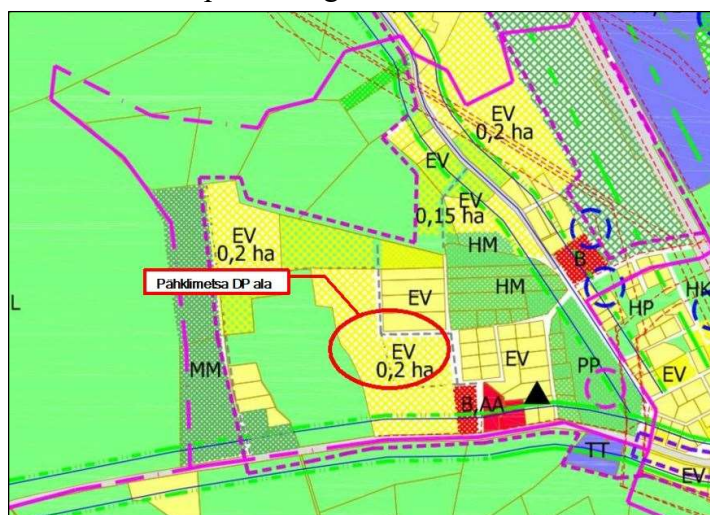 EV
0,2 ha
EV
EV
0,15 ha
HM
EV
0,2 ha
B
Pähklimetsa DP ala
EV
HM
HP
HK
L
EV
0,2 ha
EV
PP
EV
MM
B,AA
TT
EV